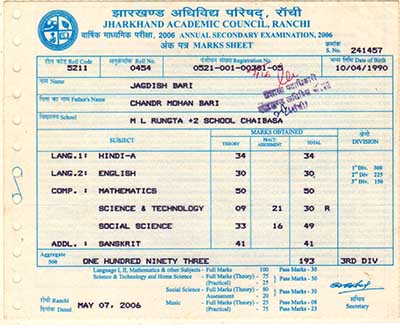 झारखण्ड अधिविद्य परिषद्, राँची
JHARKHAND ACADEMIC COUNCIL, RANCHI
वार्षिक माध्यमिक परीक्षा, 2006 ANNUAL SECONDARY EXAMINATION, 2006
अंक पत्र MARKS SHEET
क्रमांक
S. No. 241457
रोल कोड Roll Code अनुक्रमांक Roll No. पंजीयन संख्या Registration No. जन्म तिथि Date of Birth
5211 0454 0521-001-00381-05 10/04/1990
नाम Name
JAGDISH BARI
पिता का नाम Father's Name
CHANDR MOHAN BARI
विद्यालय School
M L RUNGTA +2 SCHOOL CHAIBASA
विषय MARKS OBTAINED श्रेणी
SUBJECT THEORY PRACT./ASSESSMENT TOTAL DIVISION
LANG.1: HINDI-A 34 34
1st Div. 300
LANG.2: ENGLISH 30 30
2nd Div 225
COMP.: MATHEMATICS 50 50
3rd Div. 150
SCIENCE & TECHNOLOGY 09 21 30 R
SOCIAL SCIENCE 33 16 49
ADDL.: SANSKRIT 41 41
Aggregate
500 ONE HUNDRED NINETY THREE 193 3RD DIV
Language I, II, Mathematics & other Subjects - Full Marks 100 Pass Marks - 30
Science & Technology and Home Science - Full Marks (Theory) - 75 Pass Marks - 30
(Practical) - 25
Social Science - Full Marks (Theory) - 80 Pass Marks - 30
Assessment - 20
Music - Full Marks (Theory) - 25 Pass Marks - 08
(Practical) - 75 Pass Marks - 23
राँची Ranchi
दिनांक Dated MAY 07, 2006
सचिव
Secretary